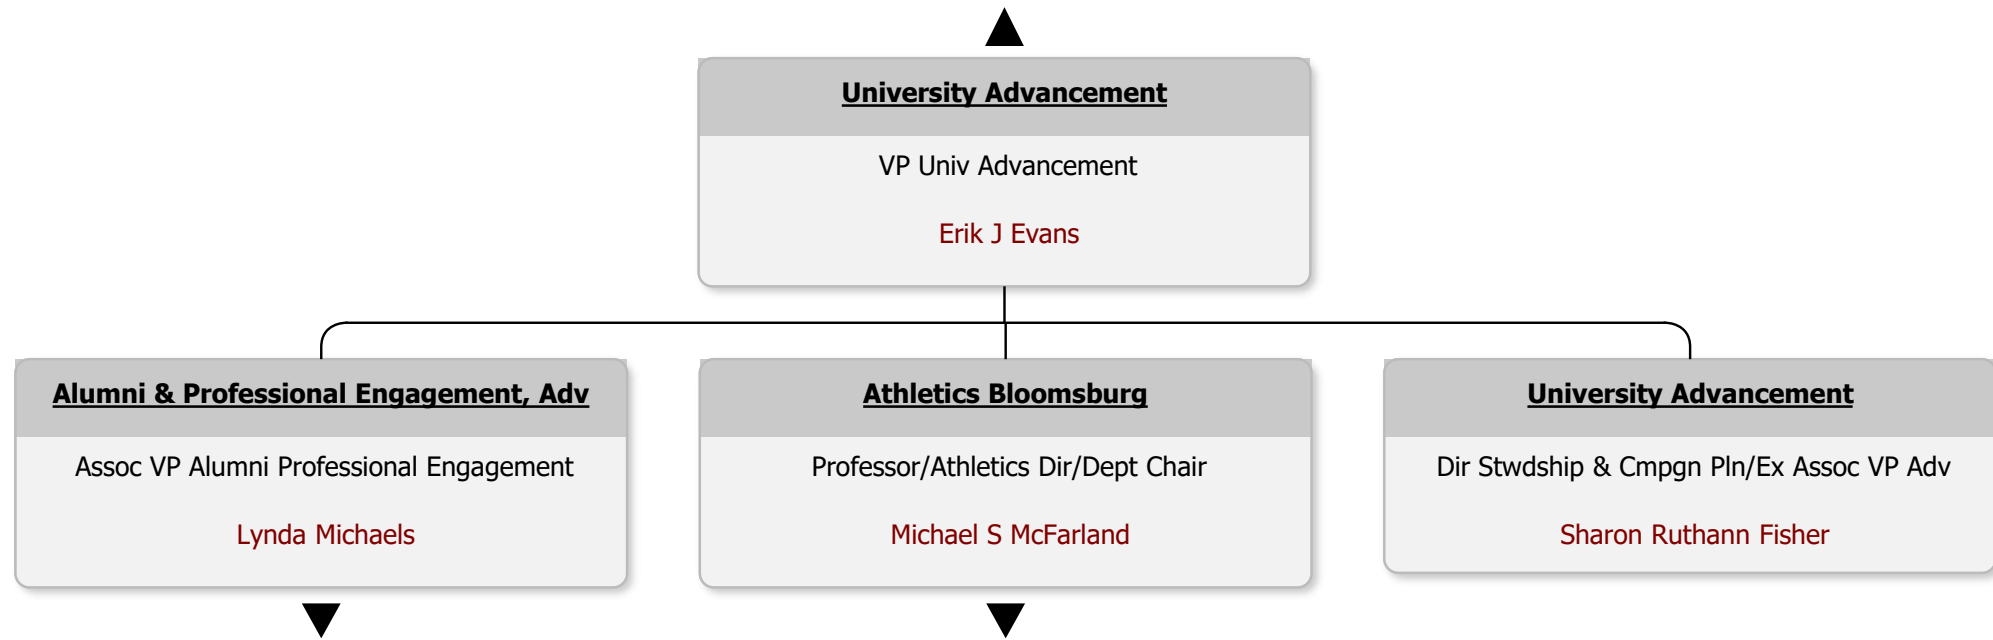 University Advancement
VP Univ Advancement
Erik J Evans
Alumni & Professional Engagement, Adv
Assoc VP Alumni Professional Engagement
Lynda Michaels
Athletics Bloomsburg
Professor/Athletics Dir/Dept Chair
Michael S McFarland
University Advancement
Dir Stwdship & Cmpgn Pln/Ex Assoc VP Adv
Sharon Ruthann Fisher